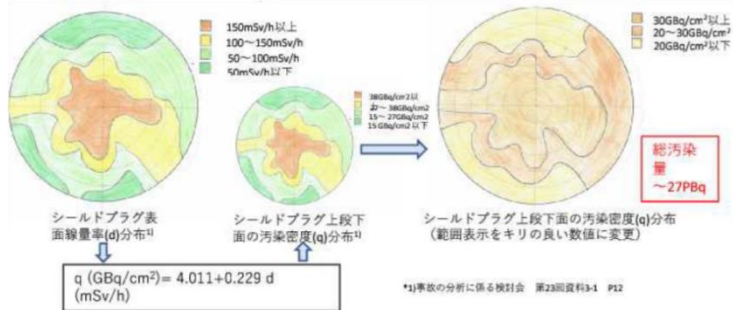 150mSv/h以上
100～150mSv/h
50～100mSv/h
50mSv/h以下
38GBq/cm2以
～ 38GBq/cm2
15～ 27GBq/cm2
15 GBq/cm2 以下
30GBq/cm²以上
20～30GBq/cm²
20GBq/cm²以下
総汚染
量
～27PBq
シールドプラグ表
面線量率(d)分布¹⁾
シールドプラグ上段下
面の汚染密度(q)分布¹⁾
シールドプラグ上段下面の汚染密度(q)分布
（範囲表示をキリの良い数値に変更）
q (GBq/cm²)= 4.011+0.229 d
(mSv/h)
*1)事故の分析に係る検討会 第23回資料3-1 P12